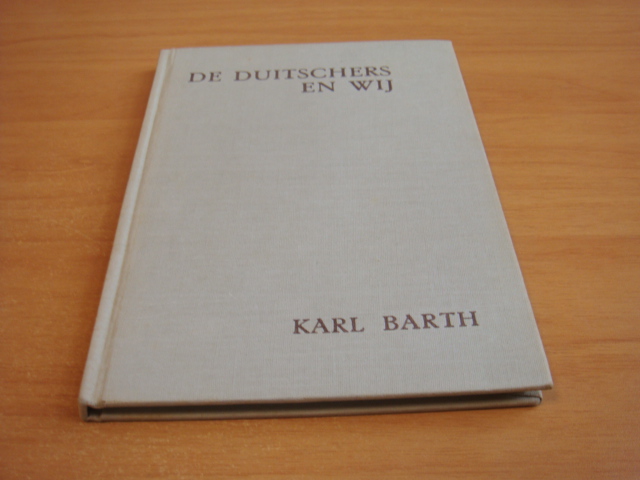 DE DUITSCHERS
EN WIJ
KARL BARTH